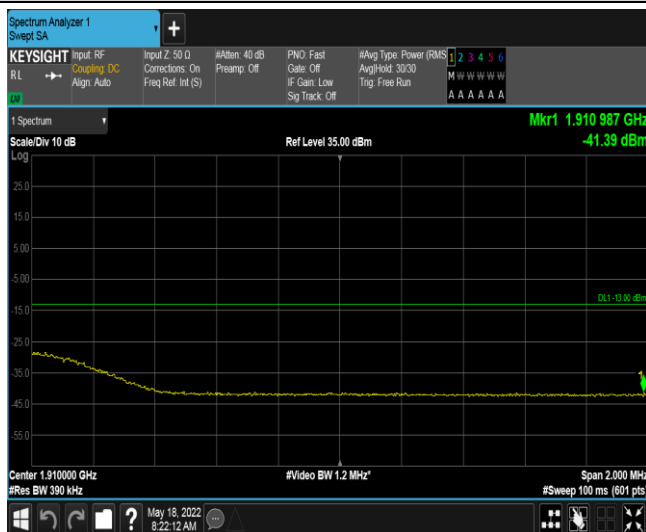 Spectrum Analyzer 1
Swept SA
KEYSIGHT
RL
Input: RF
Coupling: DC
Align: Auto
Input Z: 50 Ω
Corrections: On
Freq Ref: Int (S)
#Atten: 40 dB
Preamp: Off
PNO: Fast
Gate: Off
IF Gain: Low
Sig Track: Off
#Avg Type: Power (RMS
Avg|Hold: 30/30
Trig: Free Run
1 2 3 4 5 6
M W W W W W
A A A A A A
LXI
1 Spectrum
Scale/Div 10 dB
Ref Level 35.00 dBm
Mkr1 1.910 987 GHz
-41.39 dBm
Log
25.0
15.0
5.00
-5.00
DL1 -13.00 dBm
-15.0
-25.0
-35.0
-45.0
-55.0
1
Center 1.910000 GHz
#Res BW 390 kHz
#Video BW 1.2 MHz*
Span 2.000 MHz
#Sweep 100 ms (601 pts)
?
May 18, 2022
8:22:12 AM